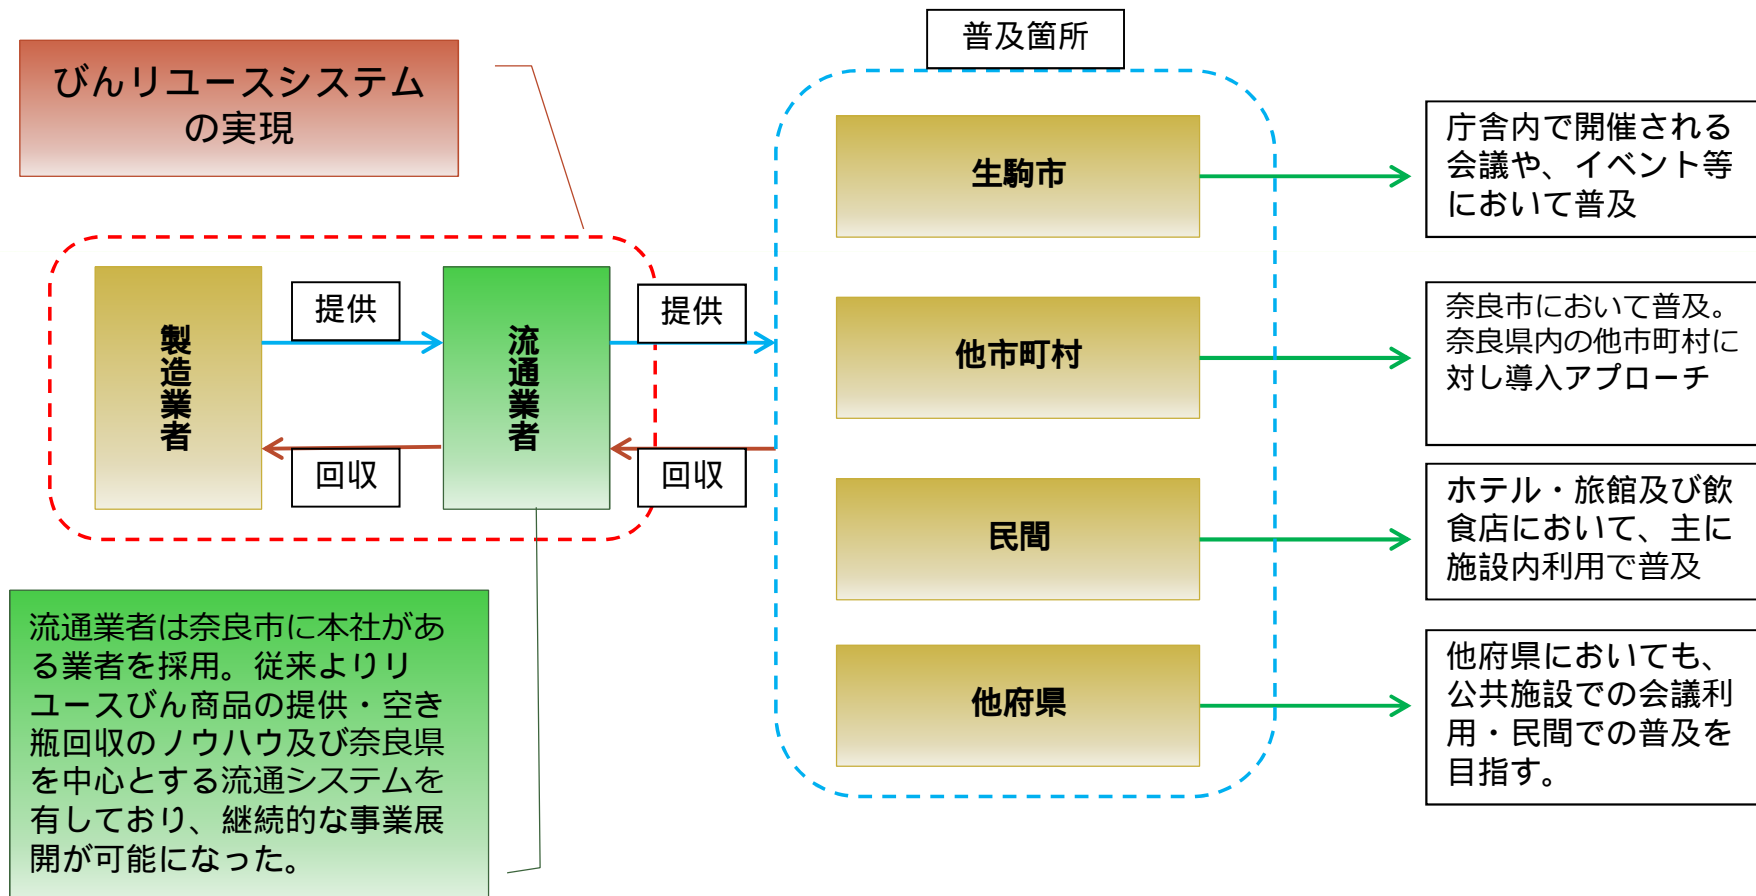 普及箇所
びんリユースシステム
の実現
生駒市
庁舎内で開催される
会議や、イベント等
において普及
製造業者
提供
流通業者
提供
他市町村
奈良市において普及。
奈良県内の他市町村に
対し導入アプローチ
回収
回収
民間
ホテル・旅館及び飲
食店において、主に
施設内利用で普及
流通業者は奈良市に本社があ
る業者を採用。従来よりリ
ユースびん商品の提供・空き
瓶回収のノウハウ及び奈良県
を中心とする流通システムを
有しており、継続的な事業展
開が可能になった。
他府県
他府県においても、
公共施設での会議利
用・民間での普及を
目指す。